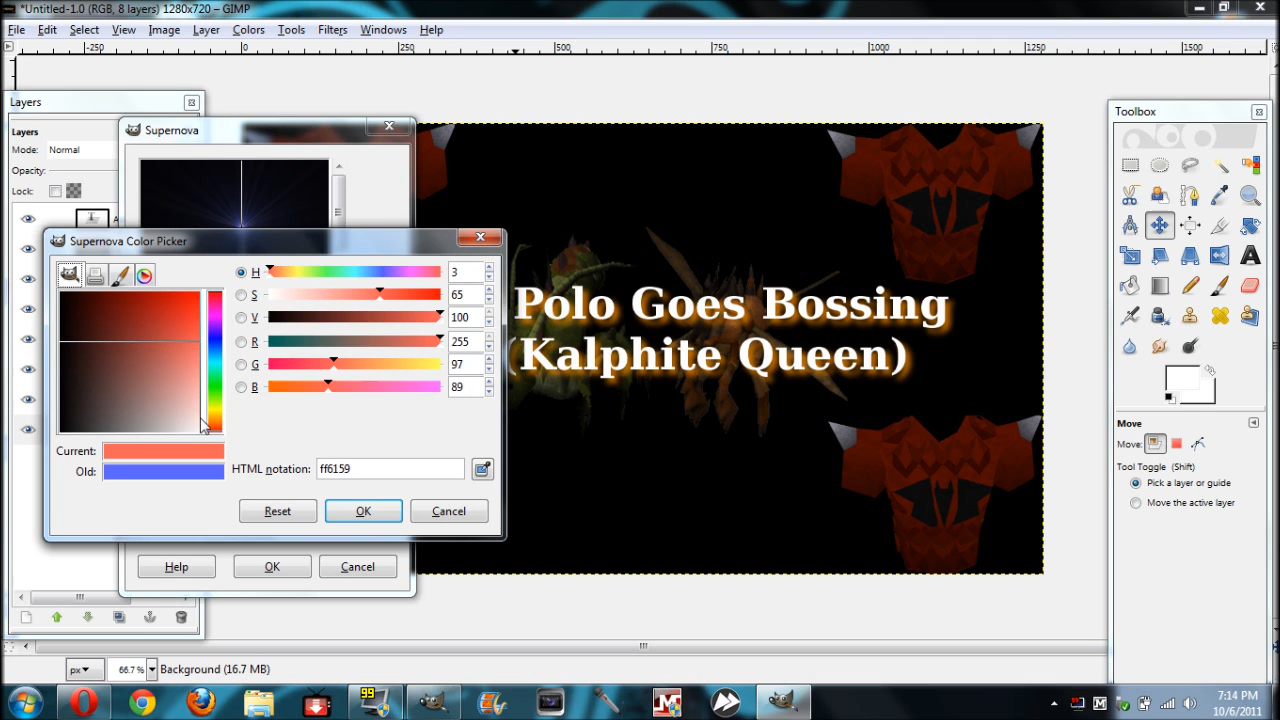 *Untitled-1.0 (RGB, 8 layers) 1280x720 – GIMP
File Edit Select View Image Layer Colors Tools Filters Windows Help
-250 0 250 500 750 1000 1250 1500
Layers
Layers
Mode: Normal
Opacity:
Lock:
Supernova
Supernova Color Picker
H 3
S 65
V 100
R 255
G 97
B 89
Current:
Old:
HTML notation: ff6159
Reset OK Cancel
Help OK Cancel
Polo Goes Bossing
(Kalphite Queen)
Toolbox
Move
Move:
Tool Toggle (Shift)
Pick a layer or guide
Move the active layer
px 66.7% Background (16.7 MB)
99
7:14 PM
10/6/2011